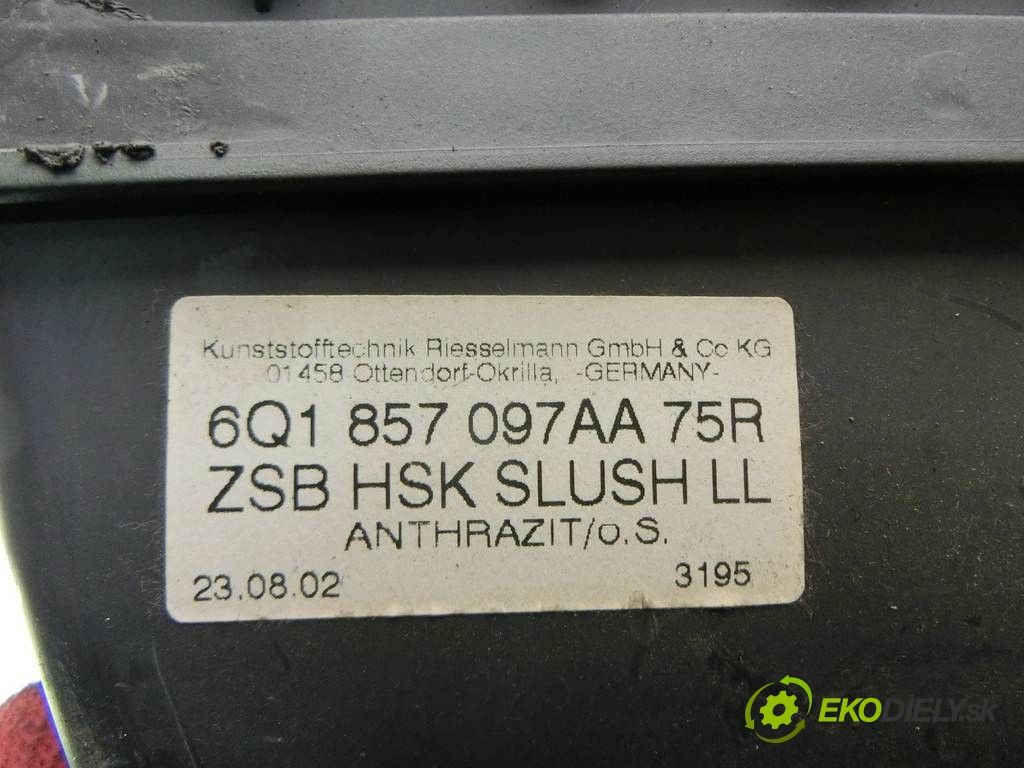 Kunststofftechnik Riesselmann GmbH & Co KG
01458 Ottendorf-Okrilla, -GERMANY-
6Q1 857 097AA 75R
ZSB HSK SLUSH LL
ANTHRAZIT/o.S.
23.08.02 3195
EKODIELY.sk